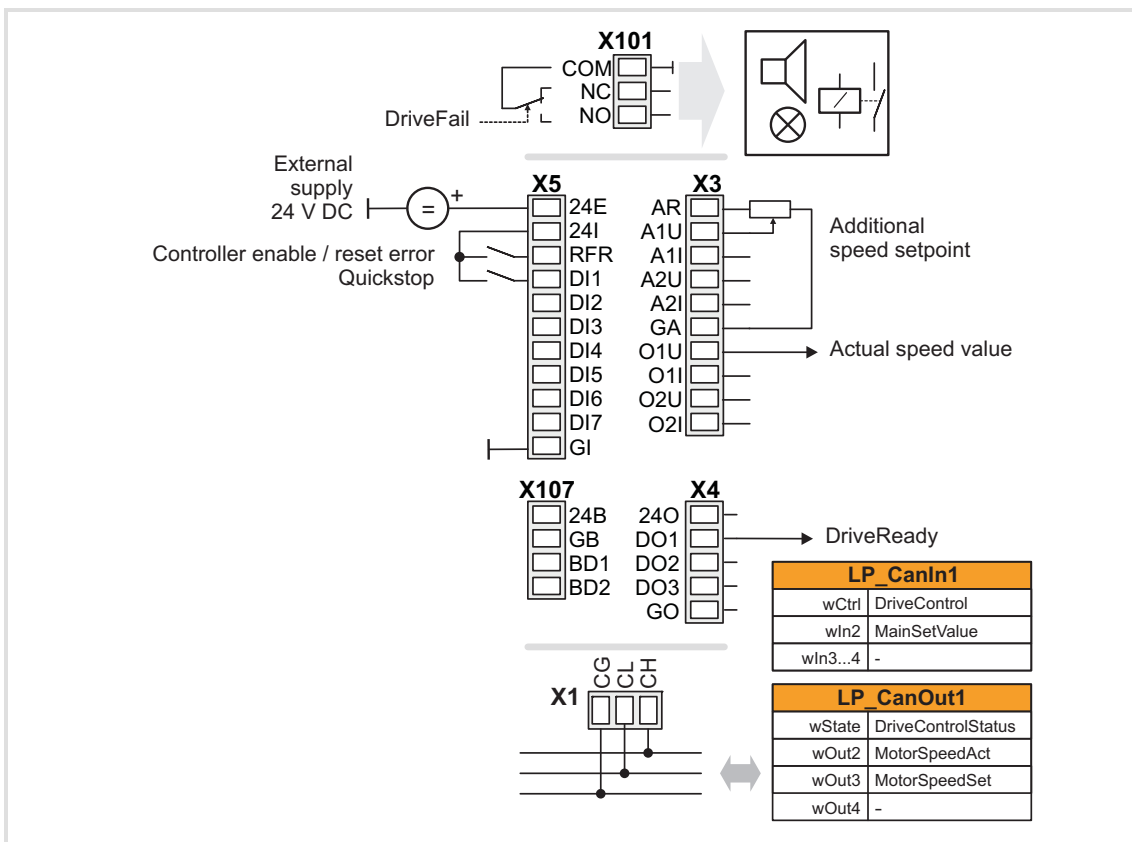 X101
COM
NC
NO
DriveFail
External
supply
24 V DC
=
+
Controller enable / reset error
Quickstop
X5
24E
24I
RFR
DI1
DI2
DI3
DI4
DI5
DI6
DI7
GI
X3
AR
A1U
A1I
A2U
A2I
GA
O1U
O1I
O2U
O2I
Additional
speed setpoint
Actual speed value
X107
24B
GB
BD1
BD2
X4
24O
DO1
DO2
DO3
GO
DriveReady
LP_CanIn1
wCtrl DriveControl
wIn2 MainSetValue
wIn3...4 -
X1
CG
CL
CH
LP_CanOut1
wState DriveControlStatus
wOut2 MotorSpeedAct
wOut3 MotorSpeedSet
wOut4 -